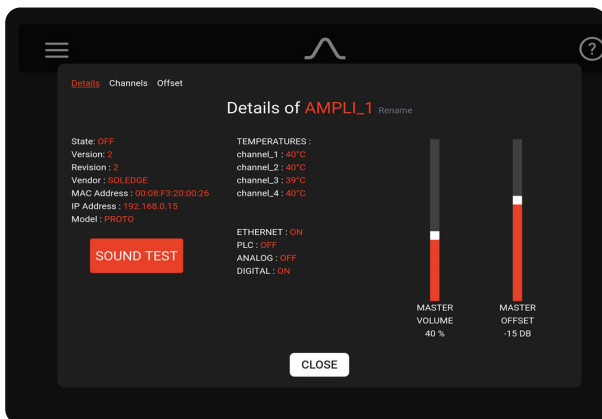 ?
Details Channels Offset
Details of AMPLI_1 Rename
State: OFF
Version: 2
Revision : 2
Vendor : SOLEDGE
MAC Address : 00:08:F3:20:00:26
IP Address : 192.168.0.15
Model : PROTO
SOUND TEST
TEMPERATURES :
channel_1 : 40°C
channel_2 : 40°C
channel_3 : 39°C
channel_4 : 40°C
ETHERNET : ON
PLC : OFF
ANALOG : OFF
DIGITAL : ON
MASTER
VOLUME
40 %
MASTER
OFFSET
-15 DB
CLOSE